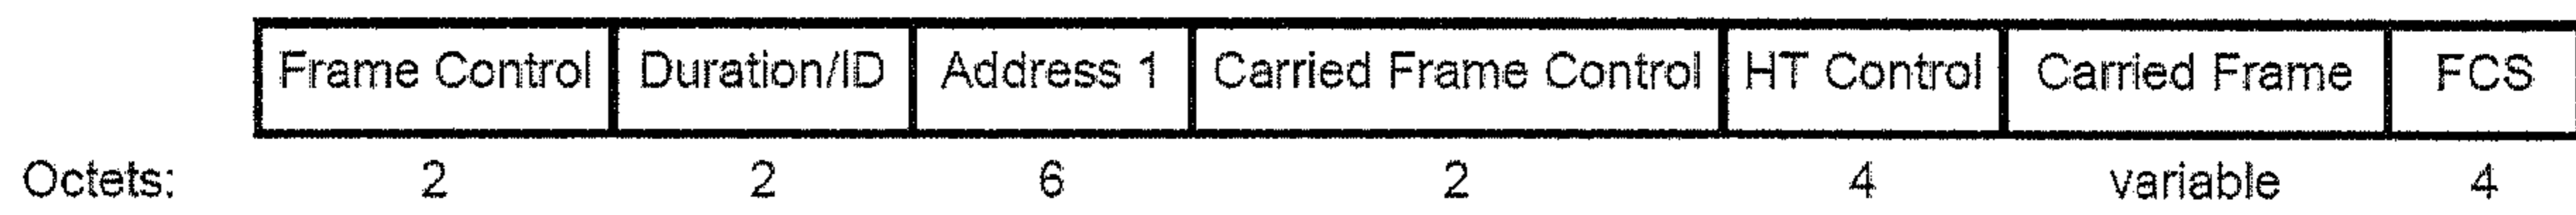 Frame Control Duration/ID Address 1 Carried Frame Control HT Control Carried Frame FCS
Octets: 2 2 6 2 4 variable 4